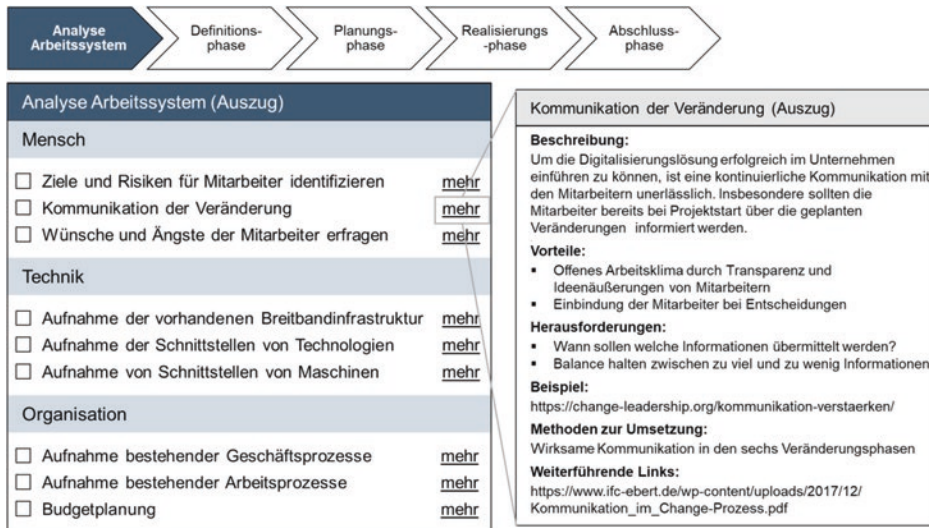 Analyse
Arbeitssystem
Definitions-
phase
Planungs-
phase
Realisierungs
-phase
Abschluss-
phase
Analyse Arbeitssystem (Auszug)
Mensch
Ziele und Risiken für Mitarbeiter identifizieren mehr
Kommunikation der Veränderung mehr
Wünsche und Ängste der Mitarbeiter erfragen mehr
Technik
Aufnahme der vorhandenen Breitbandinfrastruktur mehr
Aufnahme der Schnittstellen von Technologien mehr
Aufnahme von Schnittstellen von Maschinen mehr
Organisation
Aufnahme bestehender Geschäftsprozesse mehr
Aufnahme bestehender Arbeitsprozesse mehr
Budgetplanung mehr
Kommunikation der Veränderung (Auszug)
Beschreibung:
Um die Digitalisierungslösung erfolgreich im Unternehmen
einführen zu können, ist eine kontinuierliche Kommunikation mit
den Mitarbeitern unerlässlich. Insbesondere sollten die
Mitarbeiter bereits bei Projektstart über die geplanten
Veränderungen informiert werden.
Vorteile:
▪ Offenes Arbeitsklima durch Transparenz und
Ideenäußerungen von Mitarbeitern
▪ Einbindung der Mitarbeiter bei Entscheidungen
Herausforderungen:
▪ Wann sollen welche Informationen übermittelt werden?
▪ Balance halten zwischen zu viel und zu wenig Informationen
Beispiel:
https://change-leadership.org/kommunikation-verstaerken/
Methoden zur Umsetzung:
Wirksame Kommunikation in den sechs Veränderungsphasen
Weiterführende Links:
https://www.ifc-ebert.de/wp-content/uploads/2017/12/
Kommunikation_im_Change-Prozess.pdf